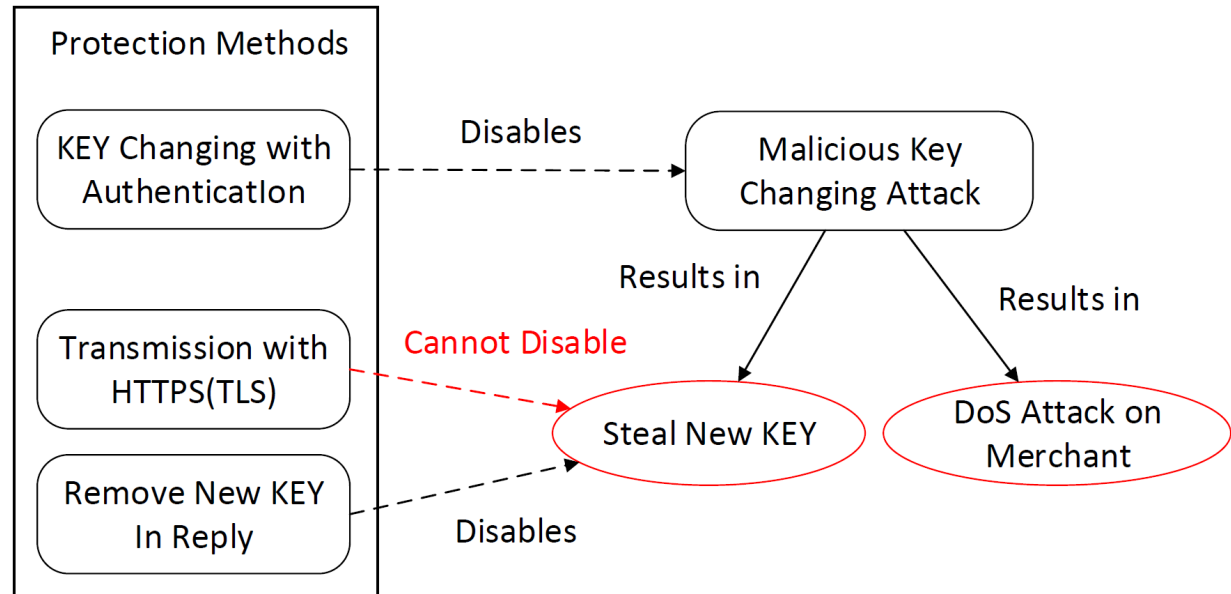 Protection Methods
KEY Changing with
AuthenticatIon
Disables
Malicious Key
Changing Attack
Results in
Results in
Transmission with
HTTPS(TLS)
Cannot Disable
Steal New KEY
DoS Attack on
Merchant
Remove New KEY
In Reply
Disables